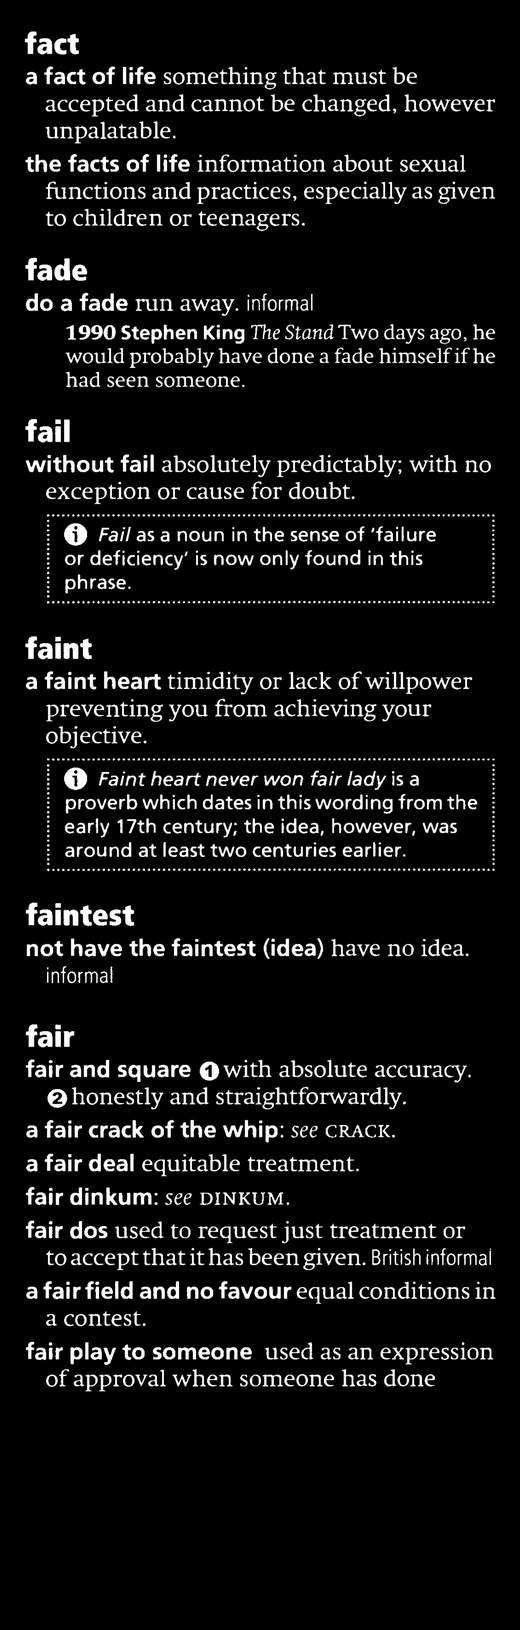 fact
a fact of life something that must be
accepted and cannot be changed, however
unpalatable.
the facts of life information about sexual
functions and practices, especially as given
to children or teenagers.
fade
do a fade run away. informal
1990 Stephen King The Stand Two days ago, he
would probably have done a fade himself if he
had seen someone.
fail
without fail absolutely predictably; with no
exception or cause for doubt.
i Fail as a noun in the sense of ‘failure
or deficiency’ is now only found in this
phrase.
faint
a faint heart timidity or lack of willpower
preventing you from achieving your
objective.
i Faint heart never won fair lady is a
proverb which dates in this wording from the
early 17th century; the idea, however, was
around at least two centuries earlier.
faintest
not have the faintest (idea) have no idea.
informal
fair
fair and square ❶ with absolute accuracy.
❷ honestly and straightforwardly.
a fair crack of the whip: see CRACK.
a fair deal equitable treatment.
fair dinkum: see DINKUM.
fair dos used to request just treatment or
to accept that it has been given. British informal
a fair field and no favour equal conditions in
a contest.
fair play to someone used as an expression
of approval when someone has done